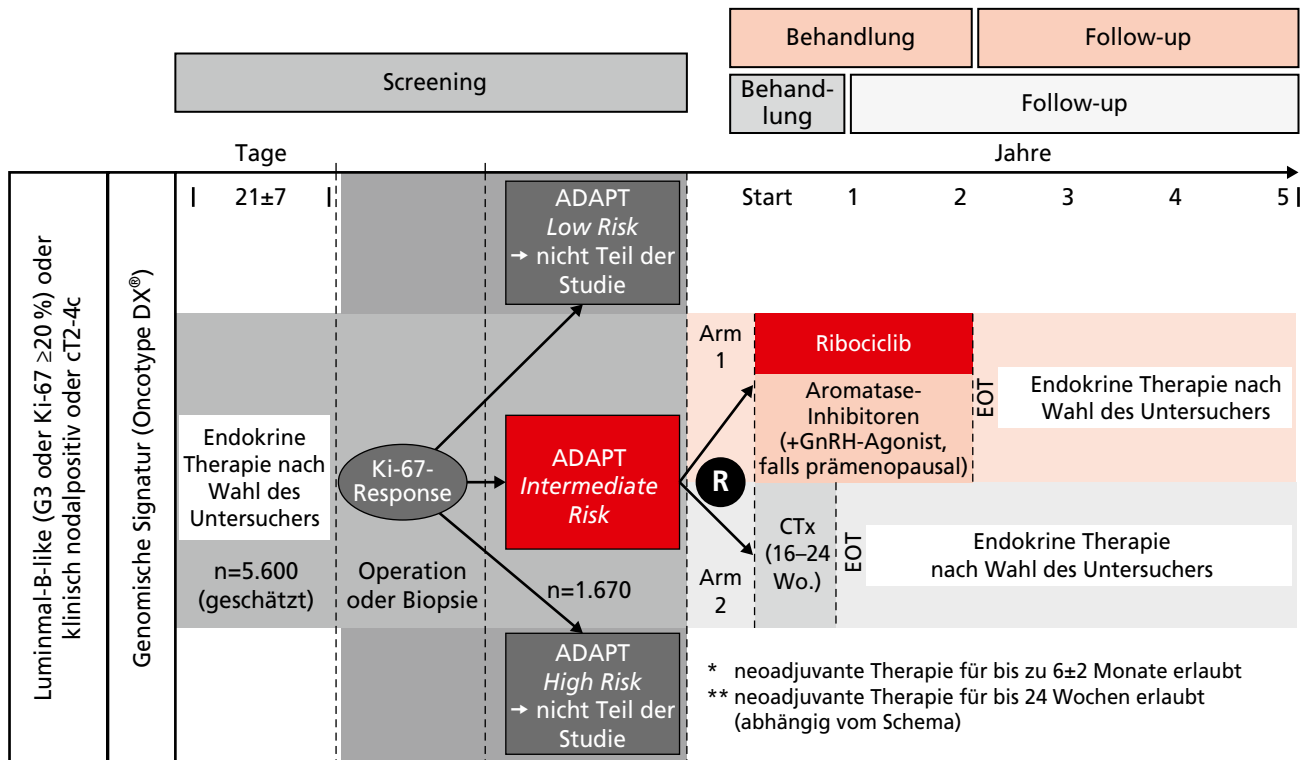 Behandlung
Follow-up
Screening
Behand-
lung
Follow-up
Tage
Jahre
Luminmal-B-like (G3 oder Ki-67 ≥20 %) oder
klinisch nodalpositiv oder cT2-4c
Genomische Signatur (Oncotype DX®)
21±7
Start
1
2
3
4
5
ADAPT
Low Risk
→ nicht Teil der
Studie
Endokrine
Therapie nach
Wahl des
Untersuchers
n=5.600
(geschätzt)
Ki-67-
Response
Operation
oder Biopsie
ADAPT
Intermediate
Risk
n=1.670
ADAPT
High Risk
→ nicht Teil der
Studie
R
Arm
1
Ribociclib
Aromatase-
Inhibitoren
(+GnRH-Agonist,
falls prämenopausal)
EOT
Endokrine Therapie nach
Wahl des Untersuchers
Arm
2
CTx
(16–24
Wo.)
EOT
Endokrine Therapie
nach Wahl des Untersuchers
* neoadjuvante Therapie für bis zu 6±2 Monate erlaubt
** neoadjuvante Therapie für bis 24 Wochen erlaubt
(abhängig vom Schema)